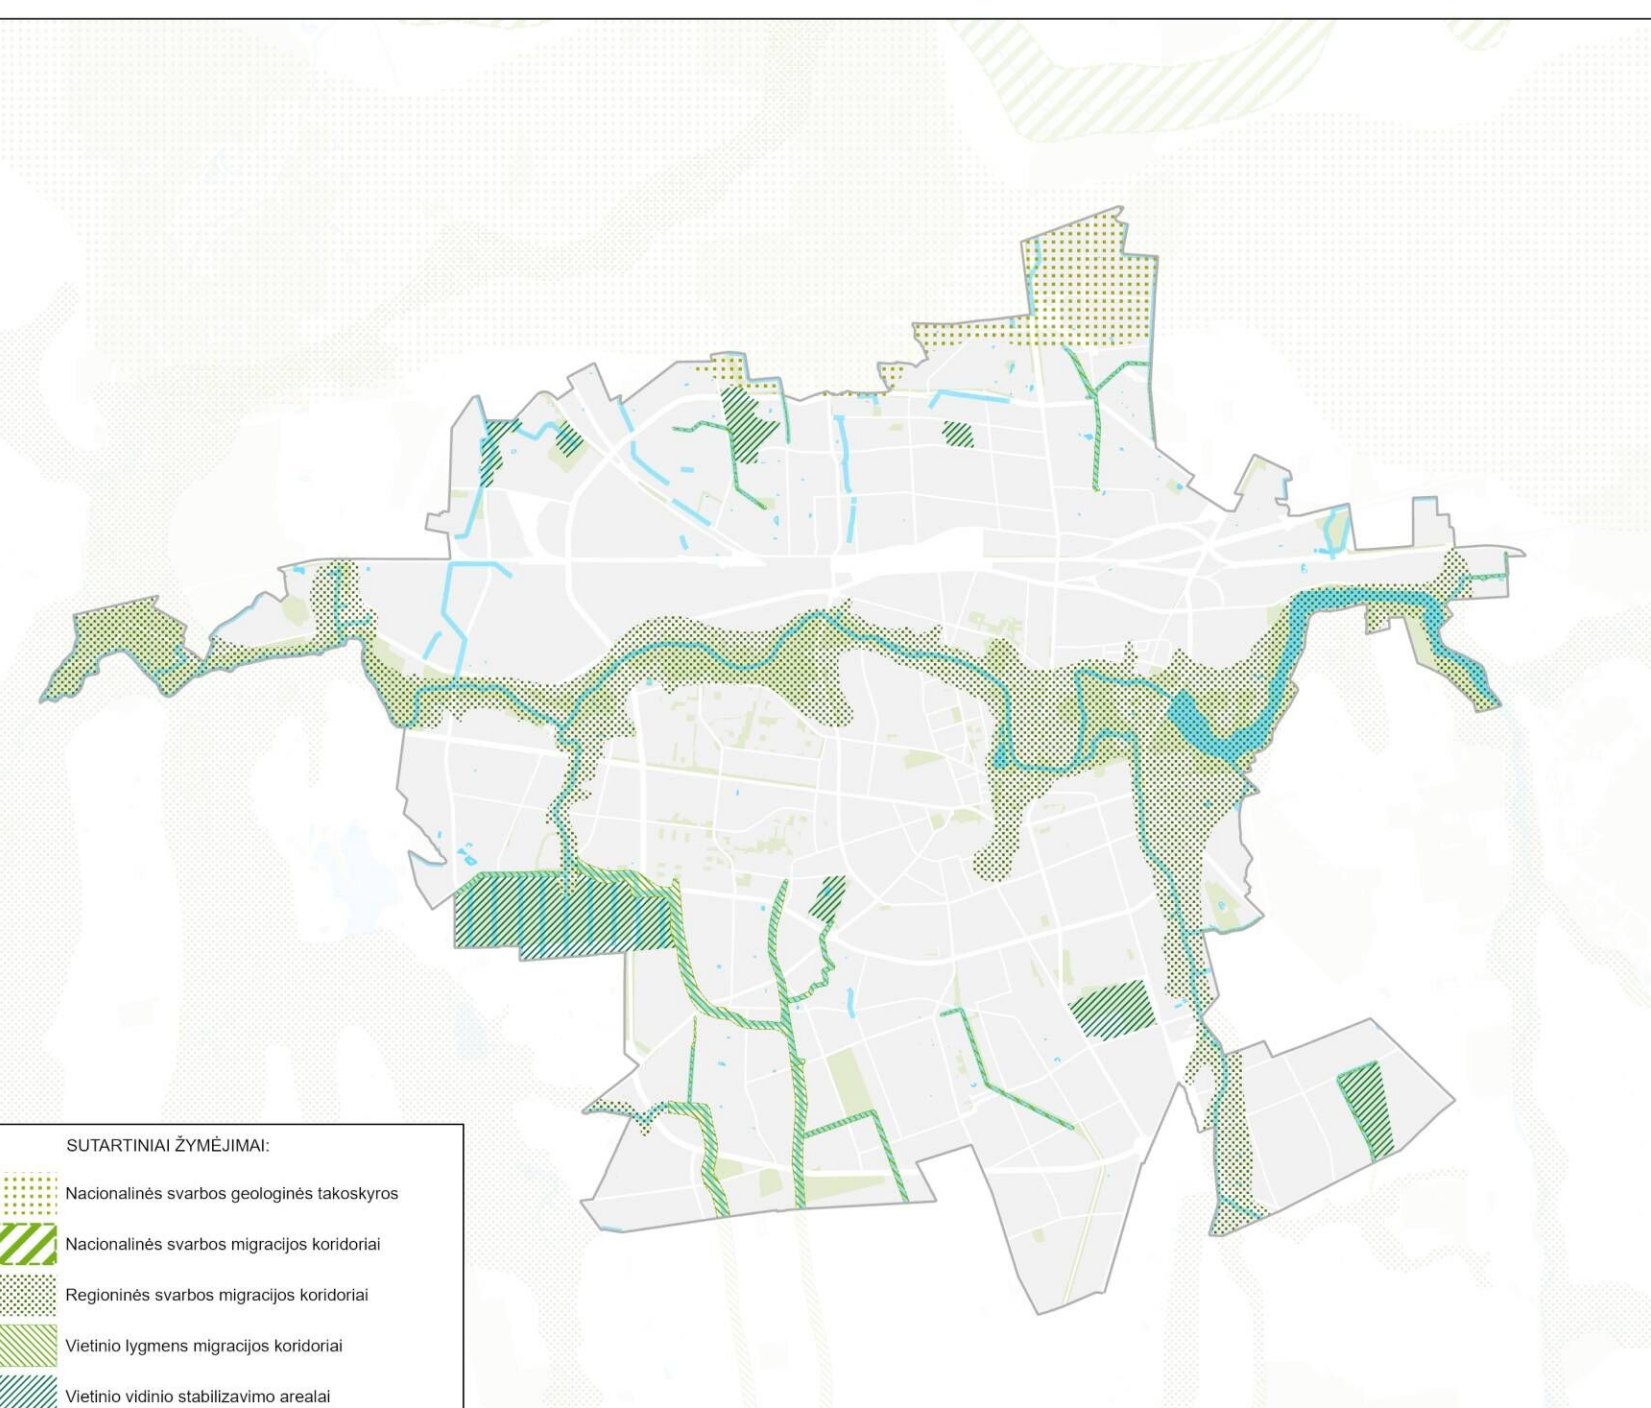 SUTARTINIAI ŽYMĖJIMAI:
Nacionalinės svarbos geologinės takoskyros
Nacionalinės svarbos migracijos koridoriai
Regioninės svarbos migracijos koridoriai
Vietinio lygmens migracijos koridoriai
Vietinio vidinio stabilizavimo arealai